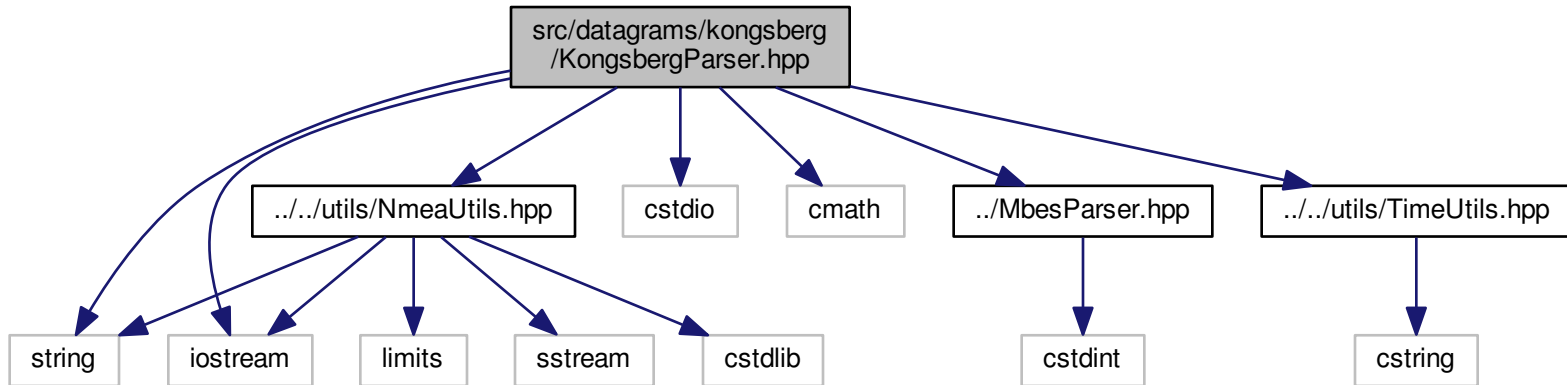 src/datagrams/kongsberg
/KongsbergParser.hpp
../../utils/NmeaUtils.hpp
cstdio
cmath
../MbesParser.hpp
../../utils/TimeUtils.hpp
string
iostream
limits
sstream
cstdlib
cstdint
cstring